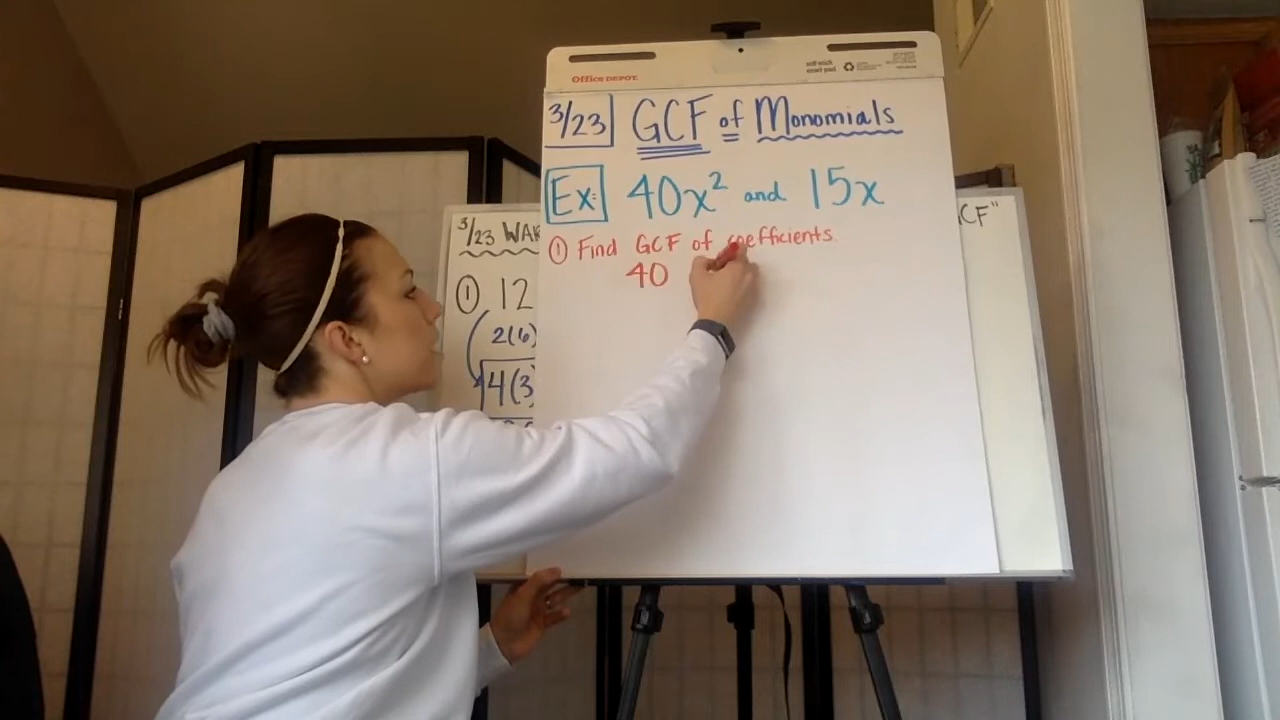 Office DEPOT
3/23 GCF of Monomials
Ex: 40x² and 15x
① Find GCF of coefficients.
40
3/23
① 12
2(6)
4(3)
CF"